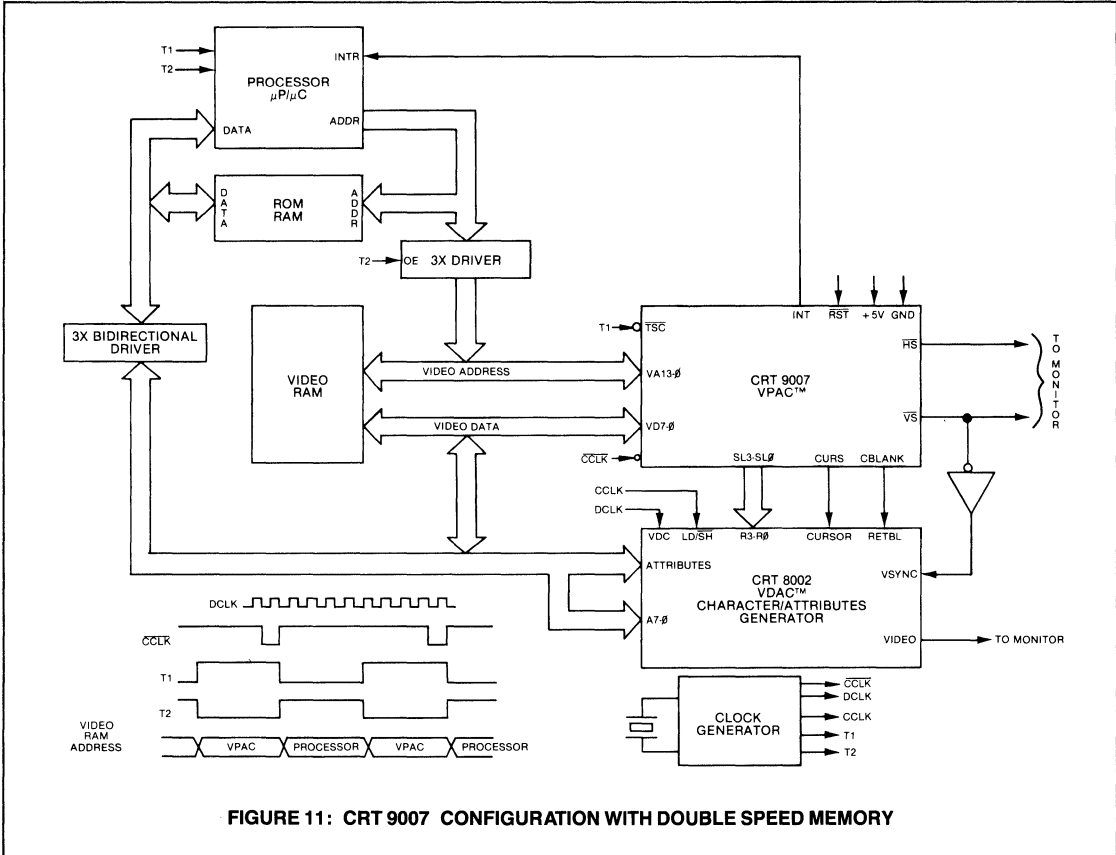 T1
T2
INTR
PROCESSOR
μP/μC
ADDR
DATA
DATA
ROM
RAM
ADDR
T2
OE
3X DRIVER
3X BIDIRECTIONAL
DRIVER
VIDEO
RAM
VIDEO ADDRESS
VIDEO DATA
T1
TSC
INT
RST
+5V
GND
HS
VA13-Ø
CRT 9007
VPAC™
VS
VD7-Ø
CCLK
SL3-SLØ
CURS
CBLANK
TO MONITOR
CCLK
DCLK
VDC
LD/SH
R3-RØ
CURSOR
RETBL
ATTRIBUTES
VSYNC
CRT 8002
VDAC™
CHARACTER/ATTRIBUTES
GENERATOR
A7-Ø
VIDEO
TO MONITOR
DCLK
CCLK
T1
T2
VIDEO
RAM
ADDRESS
VPAC
PROCESSOR
VPAC
PROCESSOR
CLOCK
GENERATOR
CCLK
DCLK
CCLK
T1
T2
FIGURE 11: CRT 9007 CONFIGURATION WITH DOUBLE SPEED MEMORY